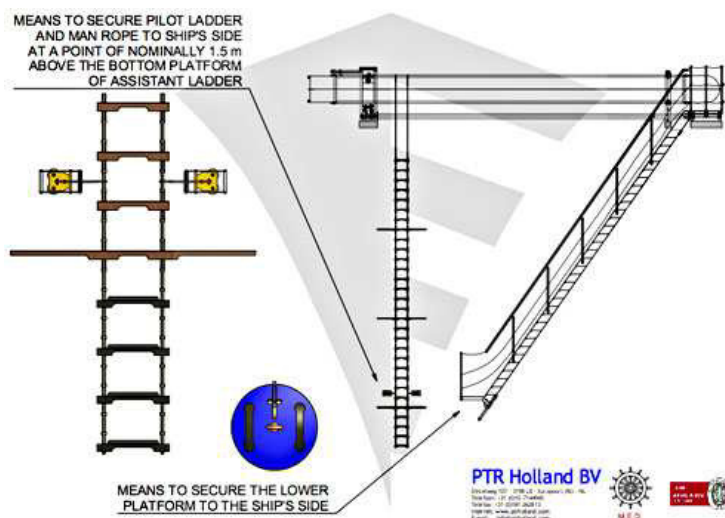 MEANS TO SECURE PILOT LADDER
AND MAN ROPE TO SHIP'S SIDE
AT A POINT OF NOMINALLY 1.5 m
ABOVE THE BOTTOM PLATFORM
OF ASSISTANT LADDER
MEANS TO SECURE THE LOWER
PLATFORM TO THE SHIP'S SIDE
PTR Holland BV